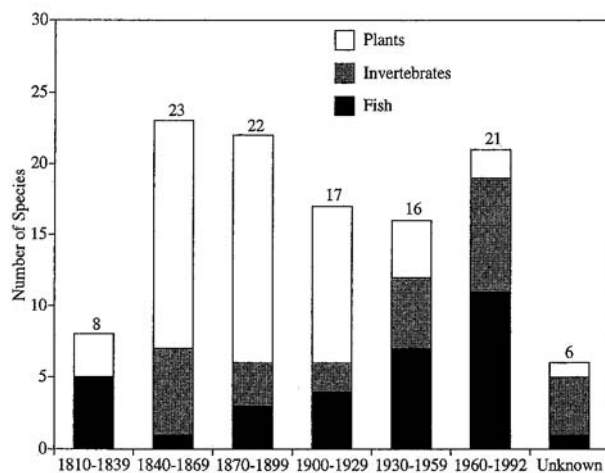 30
25
20
15
10
5
0
Number of Species
Plants
Invertebrates
Fish
8
23
22
17
16
21
6
1810-1839 1840-1869 1870-1899 1900-1929 1930-1959 1960-1992 Unknown